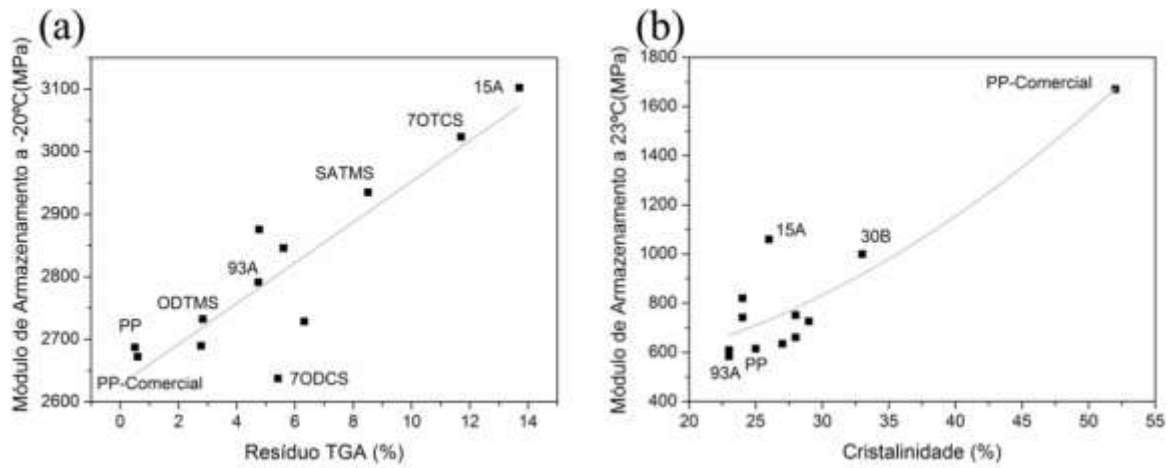 (a)
Módulo de Armazenamento a -20ºC(MPa)
3100
3000
2900
2800
2700
2600
15A
7OTCS
SATMS
93A
ODTMS
PP
PP-Comercial
7ODCS
0 2 4 6 8 10 12 14
Resíduo TGA (%)
(b)
Módulo de Armazenamento a 23ºC(MPa)
1800
1600
1400
1200
1000
800
600
400
PP-Comercial
15A
30B
93A
PP
20 25 30 35 40 45 50 55
Cristalinidade (%)